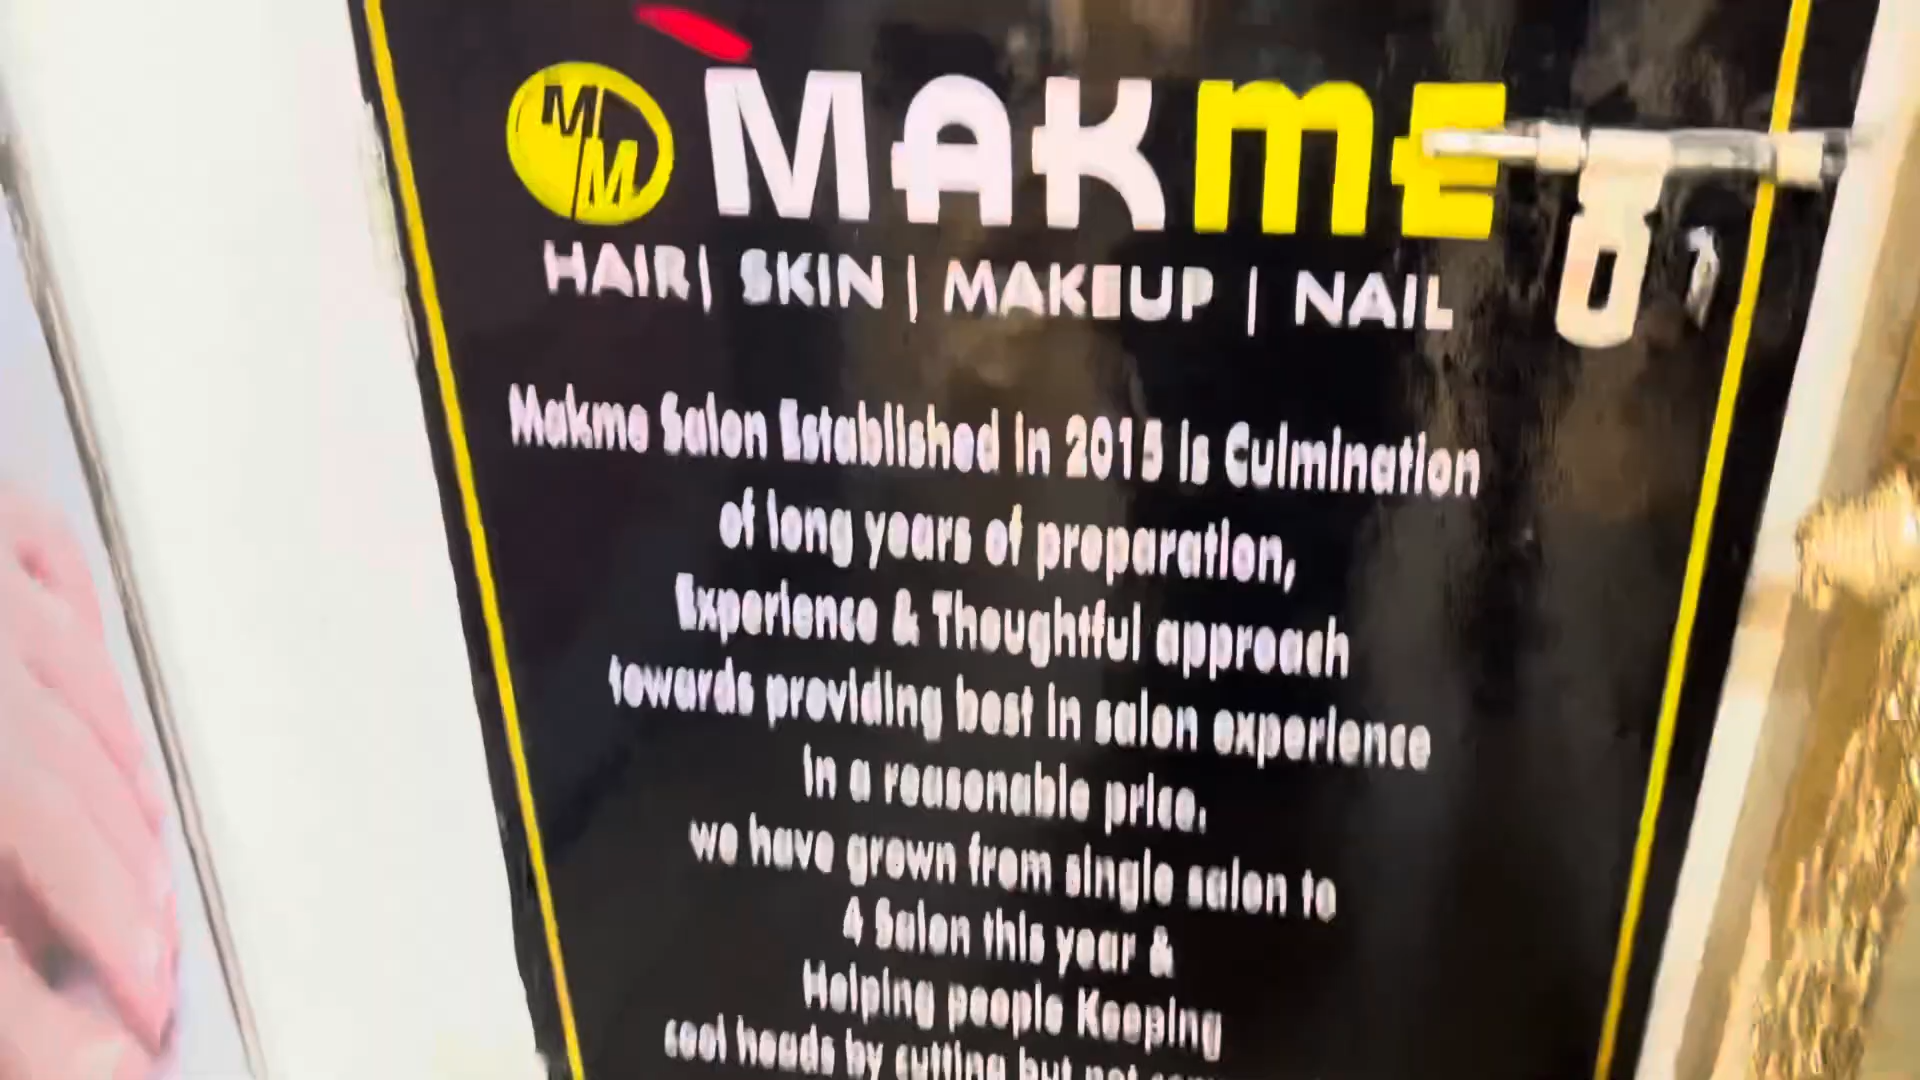 MM
MAKME
HAIR| SKIN | MAKEUP | NAIL
Makme Salon Established in 2015 is Culmination
of long years of preparation,
Experience & Thoughtful approach
towards providing best in salon experience
in a reasonable price.
we have grown from single salon to
4 Salon this year &
Helping people Keeping
cool heads by cutting but not